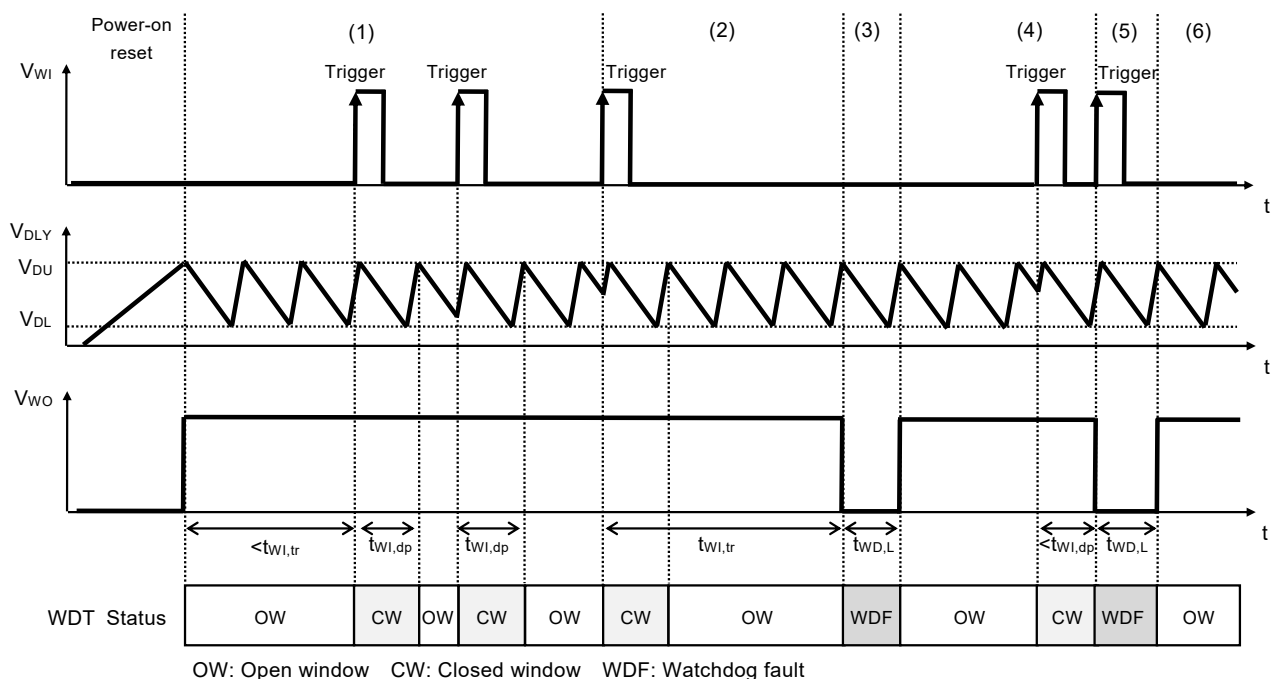 Power-on
reset
(1) (2) (3) (4) (5) (6)
VWI
Trigger Trigger Trigger Trigger Trigger
t
VDLY
VDU
VDL
t
VWO
t
<tWI,tr tWI,dp tWI,dp tWI,tr tWD,L <tWI,dp tWD,L
WDT Status OW CW OW CW OW CW OW WDF OW CW WDF OW
OW: Open window CW: Closed window WDF: Watchdog fault